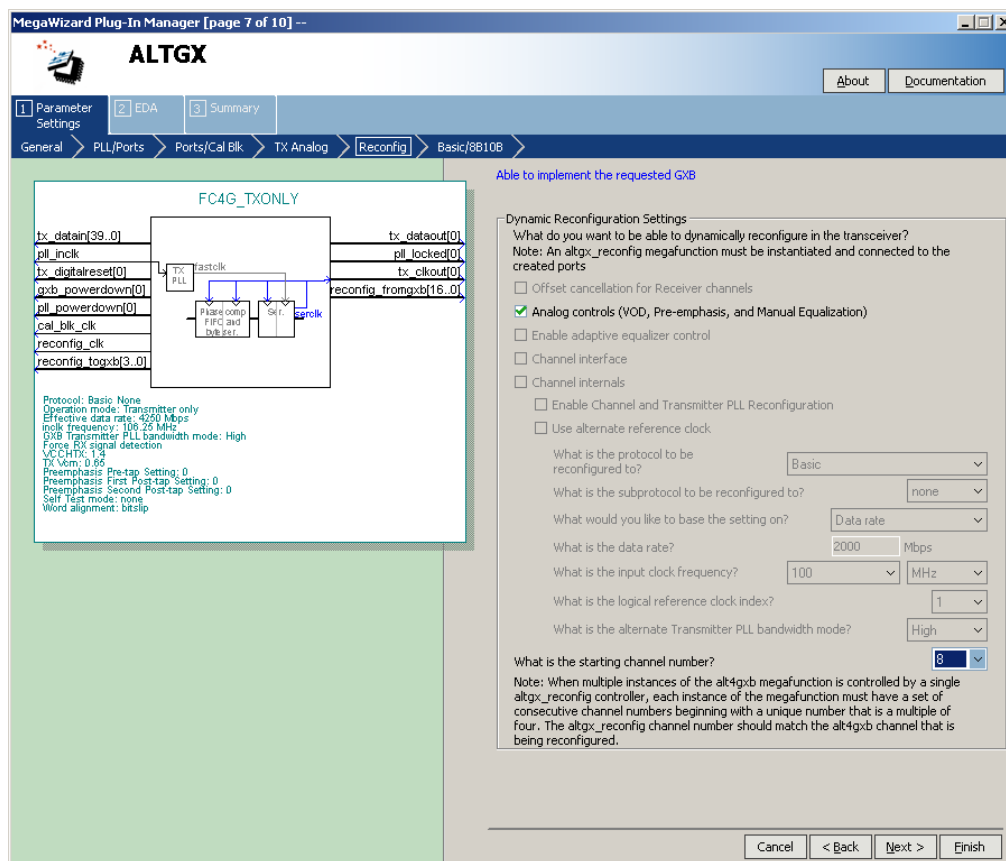 MegaWizard Plug-In Manager [page 7 of 10] --
ALTGX
About
Documentation
1 Parameter Settings
2 EDA
3 Summary
General
PLL/Ports
Ports/Cal Blk
TX Analog
Reconfig
Basic/8B10B
FC4G_TXONLY
tx_datain[39..0]
pll_inclk
tx_digitalreset[0]
gxb_powerdown[0]
pll_powerdown[0]
cal_blk_clk
reconfig_clk
reconfig_togxb[3..0]
tx_dataout[0]
pll_locked[0]
tx_clkout[0]
reconfig_fromgxb[16..0]
TX
PLL
fastclk
Phase comp
FIFO and
byte ser.
Ser.
serclk
Protocol: Basic None
Operation mode: Transmitter only
Effective data rate: 4250 Mbps
inclk frequency: 106.25 MHz
GXB Transmitter PLL bandwidth mode: High
Force RX signal detection
VCCHTX: 1.4
TX Vcm: 0.65
Preemphasis Pre-tap Setting: 0
Preemphasis First Post-tap Setting: 0
Preemphasis Second Post-tap Setting: 0
Self Test mode: none
Word alignment: bitslip
Able to implement the requested GXB
Dynamic Reconfiguration Settings
What do you want to be able to dynamically reconfigure in the transceiver?
Note: An altgx_reconfig megafunction must be instantiated and connected to the
created ports
Offset cancellation for Receiver channels
Analog controls (VOD, Pre-emphasis, and Manual Equalization)
Enable adaptive equalizer control
Channel interface
Channel internals
Enable Channel and Transmitter PLL Reconfiguration
Use alternate reference clock
What is the protocol to be
reconfigured to?
Basic
What is the subprotocol to be reconfigured to?
none
What would you like to base the setting on?
Data rate
What is the data rate?
2000
Mbps
What is the input clock frequency?
100
MHz
What is the logical reference clock index?
1
What is the alternate Transmitter PLL bandwidth mode?
High
What is the starting channel number?
8
Note: When multiple instances of the alt4gxb megafunction is controlled by a single
altgx_reconfig controller, each instance of the megafunction must have a set of
consecutive channel numbers beginning with a unique number that is a multiple of
four. The altgx_reconfig channel number should match the alt4gxb channel that is
being reconfigured.
Cancel
< Back
Next >
Finish